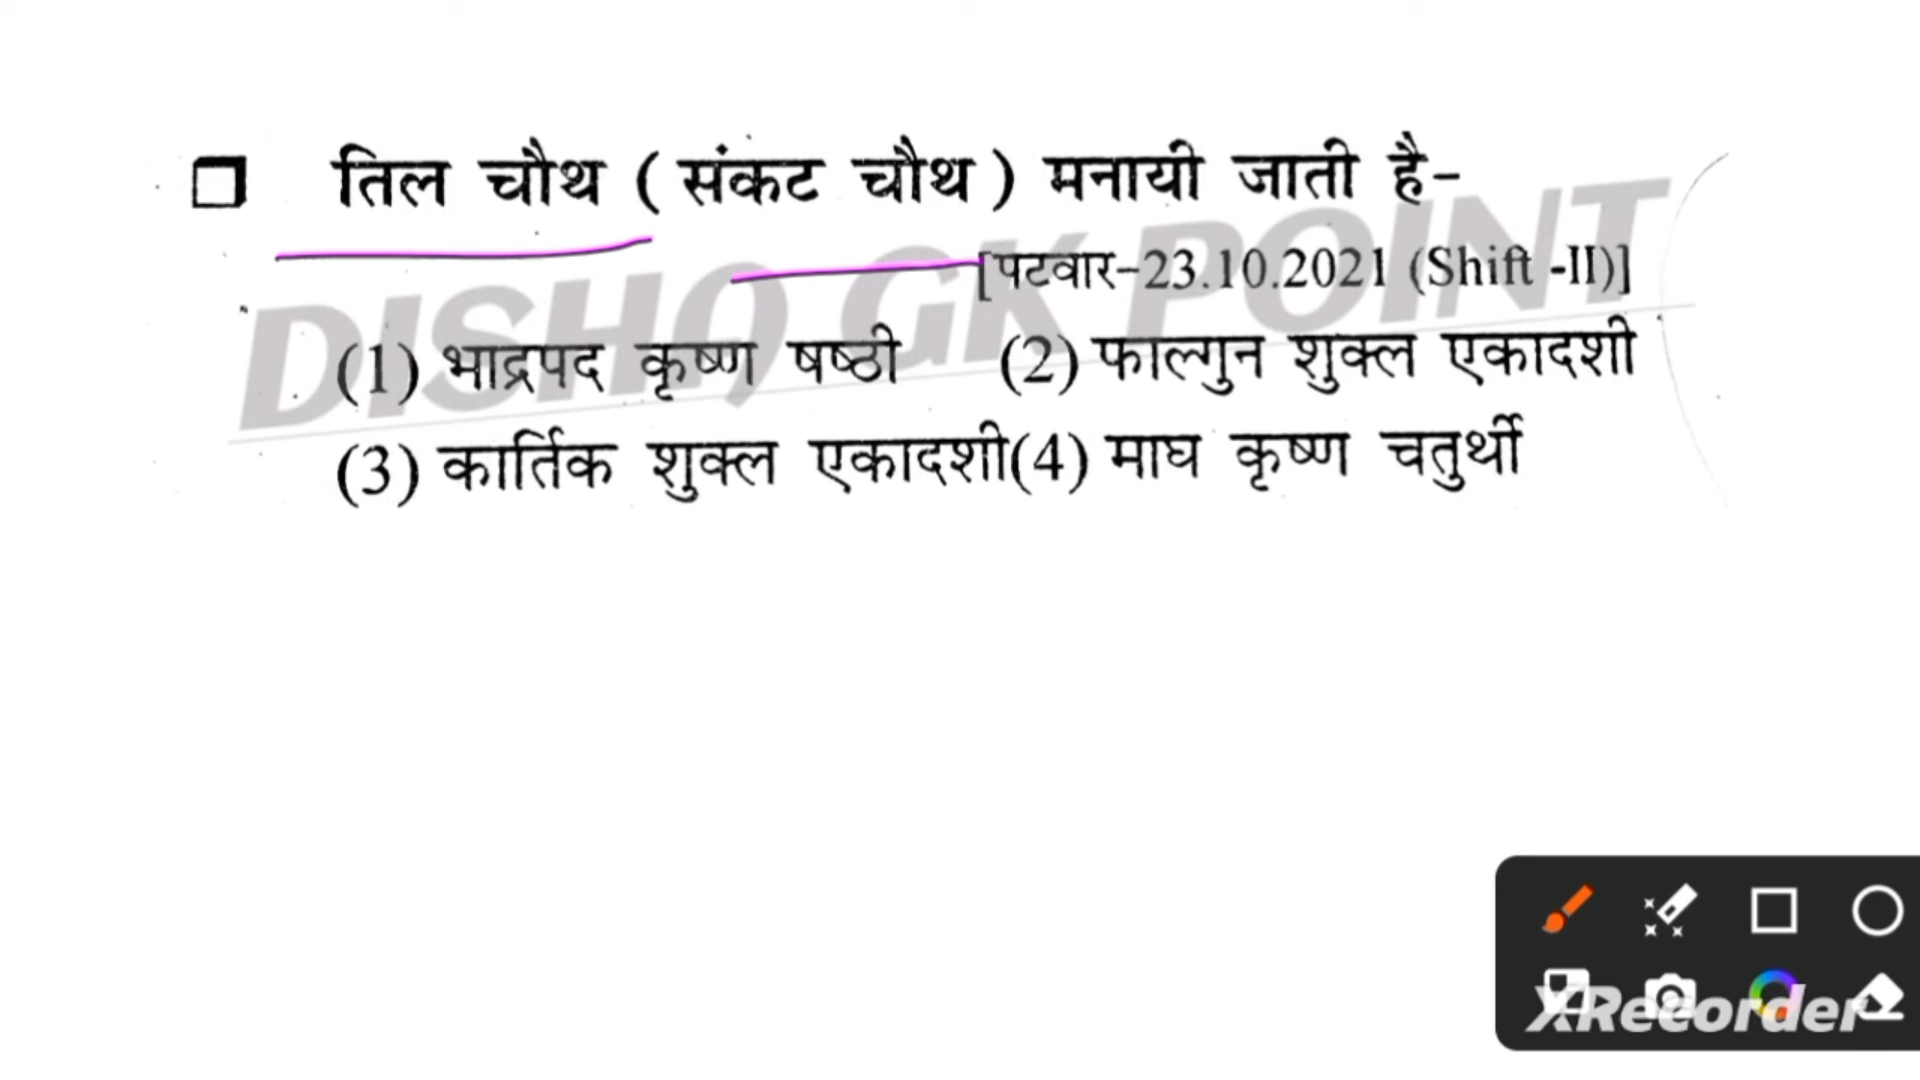 तिल चौथ (संकट चौथ) मनायी जाती है-
[पटवार-23.10.2021 (Shift -II)]
DISHQ GK POINT
(1) भाद्रपद कृष्ण षष्ठी (2) फाल्गुन शुक्ल एकादशी
(3) कार्तिक शुक्ल एकादशी(4) माघ कृष्ण चतुर्थी
XRecorder